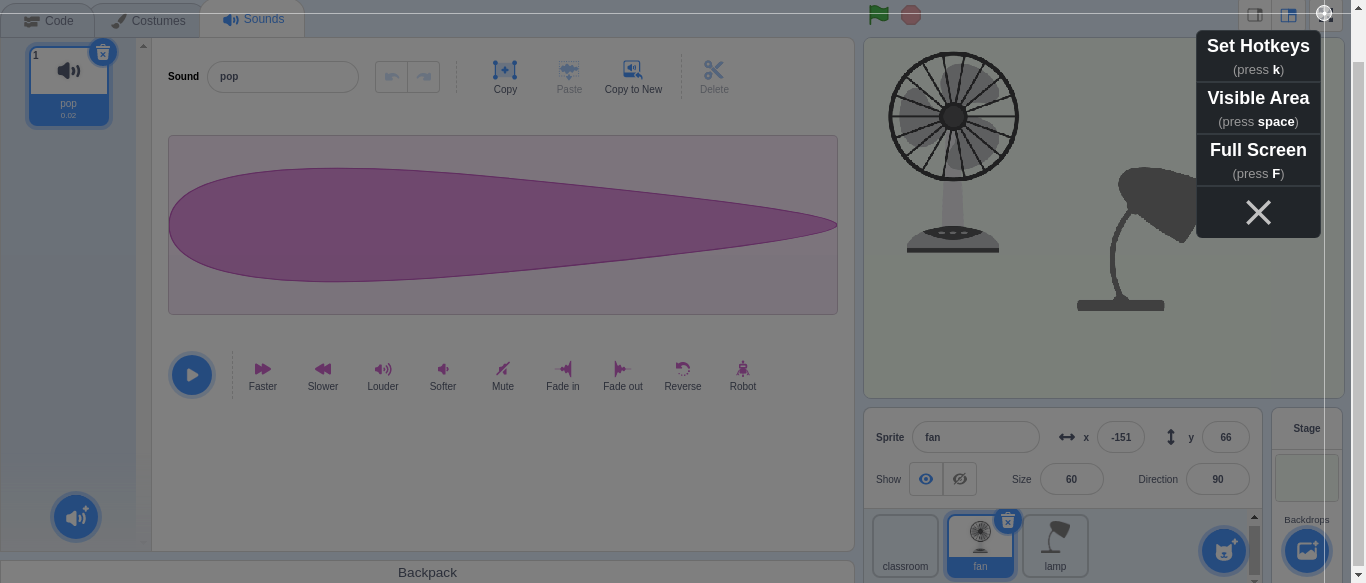 Code
Costumes
Sounds
1
pop
0.02
Sound
pop
Copy
Paste
Copy to New
Delete
Faster
Slower
Louder
Softer
Mute
Fade in
Fade out
Reverse
Robot
Backpack
Set Hotkeys
(press k)
Visible Area
(press space)
Full Screen
(press F)
Sprite
fan
x
-151
y
66
Show
Size
60
Direction
90
classroom
fan
lamp
Stage
Backdrops